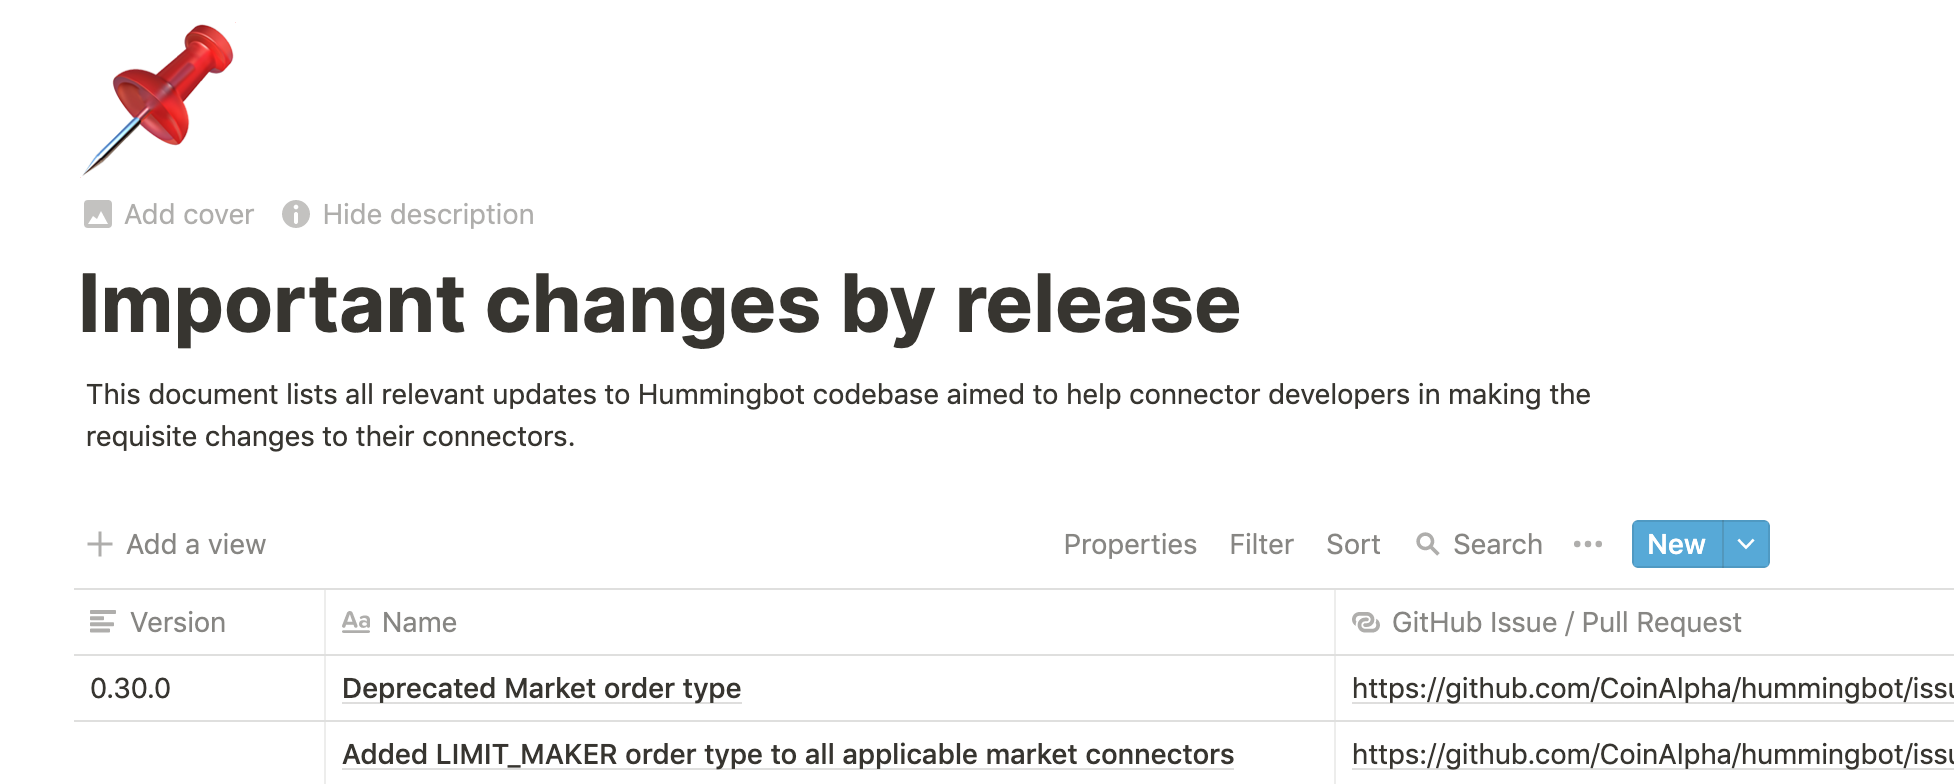 Add cover Hide description
Important changes by release
This document lists all relevant updates to Hummingbot codebase aimed to help connector developers in making the
requisite changes to their connectors.
Add a view Properties Filter Sort Search ••• New
Version Aa Name GitHub Issue / Pull Request
0.30.0 Deprecated Market order type https://github.com/CoinAlpha/hummingbot/issu
Added LIMIT_MAKER order type to all applicable market connectors https://github.com/CoinAlpha/hummingbot/issu